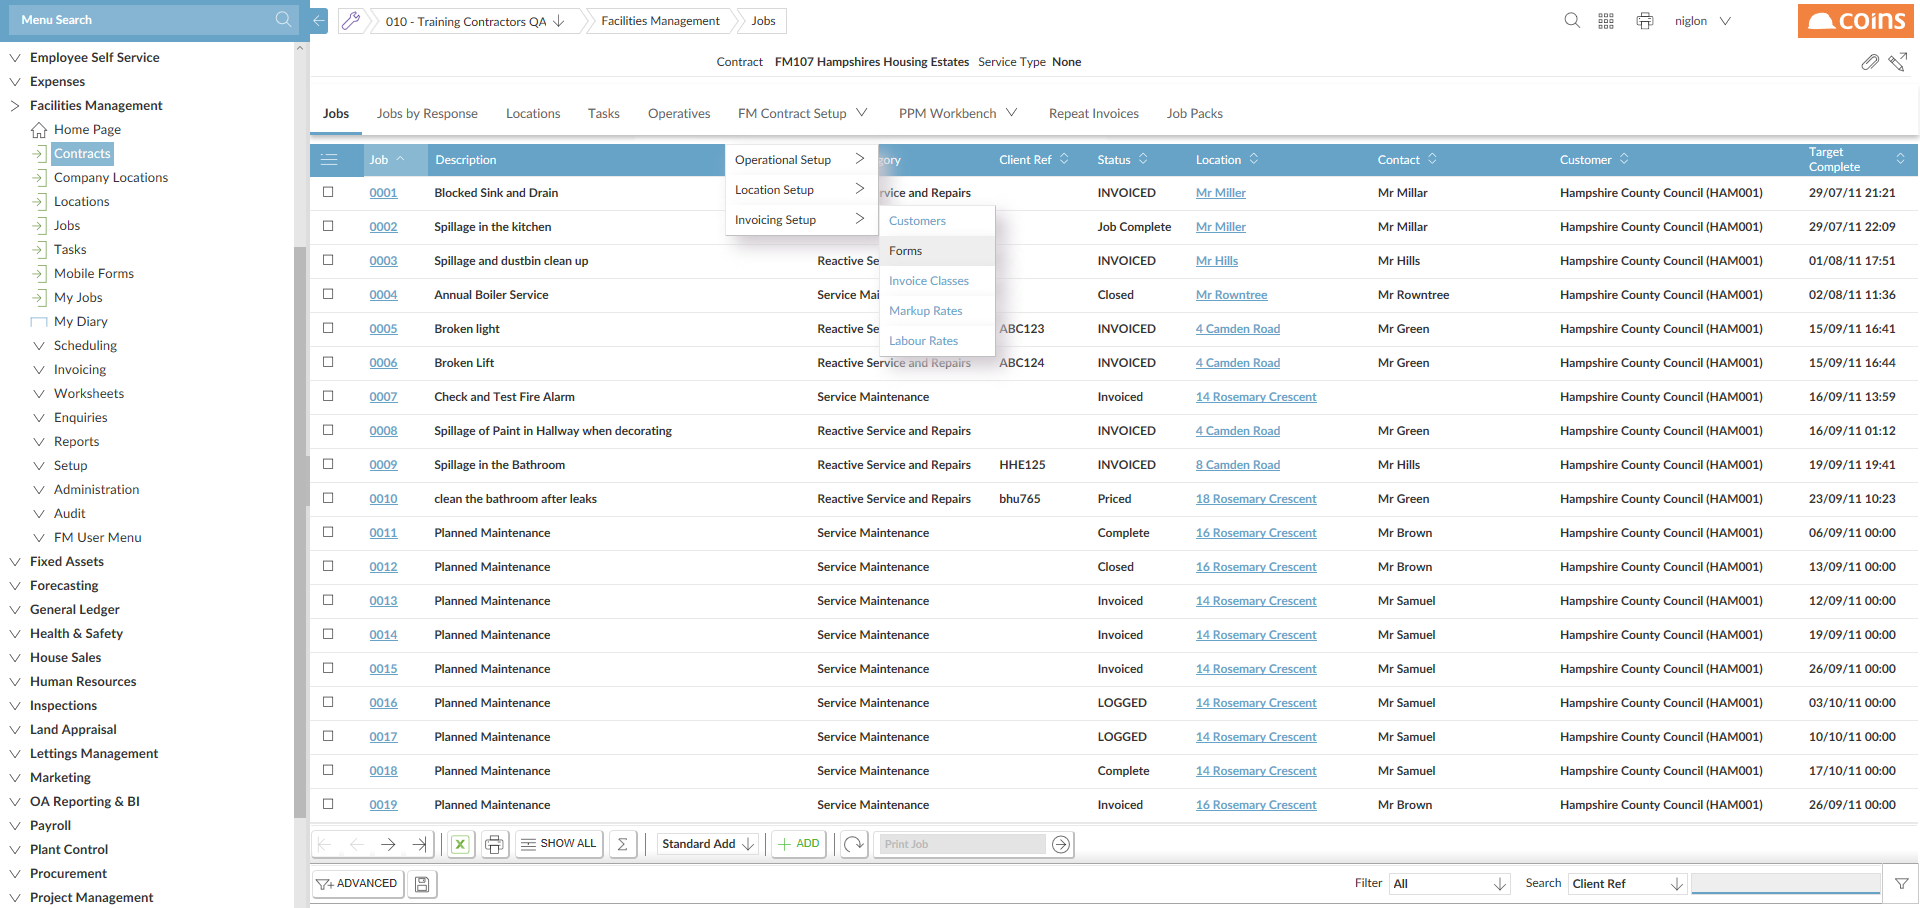 Menu Search
010 - Training Contractors QA
Facilities Management
Jobs
niglon
coins
Contract FM107 Hampshires Housing Estates Service Type None
Employee Self Service
Expenses
Facilities Management
Home Page
Contracts
Company Locations
Locations
Jobs
Tasks
Mobile Forms
My Jobs
My Diary
Scheduling
Invoicing
Worksheets
Enquiries
Reports
Setup
Administration
Audit
FM User Menu
Fixed Assets
Forecasting
General Ledger
Health & Safety
House Sales
Human Resources
Inspections
Land Appraisal
Lettings Management
Marketing
OA Reporting & BI
Payroll
Plant Control
Procurement
Project Management
Jobs Jobs by Response Locations Tasks Operatives FM Contract Setup PPM Workbench Repeat Invoices Job Packs
Operational Setup
Location Setup
Invoicing Setup
Customers
Forms
Invoice Classes
Markup Rates
Labour Rates
Job Description gory Client Ref Status Location Contact Customer Target Complete
0001 Blocked Sink and Drain rvice and Repairs INVOICED Mr Miller Mr Millar Hampshire County Council (HAM001) 29/07/11 21:21
0002 Spillage in the kitchen Job Complete Mr Miller Mr Millar Hampshire County Council (HAM001) 29/07/11 22:09
0003 Spillage and dustbin clean up Reactive Se INVOICED Mr Hills Mr Hills Hampshire County Council (HAM001) 01/08/11 17:51
0004 Annual Boiler Service Service Mai Closed Mr Rowntree Mr Rowntree Hampshire County Council (HAM001) 02/08/11 11:36
0005 Broken light Reactive Se ABC123 INVOICED 4 Camden Road Mr Green Hampshire County Council (HAM001) 15/09/11 16:41
0006 Broken Lift Reactive Service and Repairs ABC124 INVOICED 4 Camden Road Mr Green Hampshire County Council (HAM001) 15/09/11 16:44
0007 Check and Test Fire Alarm Service Maintenance Invoiced 14 Rosemary Crescent Hampshire County Council (HAM001) 16/09/11 13:59
0008 Spillage of Paint in Hallway when decorating Reactive Service and Repairs INVOICED 4 Camden Road Mr Green Hampshire County Council (HAM001) 16/09/11 01:12
0009 Spillage in the Bathroom Reactive Service and Repairs HHE125 INVOICED 8 Camden Road Mr Hills Hampshire County Council (HAM001) 19/09/11 19:41
0010 clean the bathroom after leaks Reactive Service and Repairs bhu765 Priced 18 Rosemary Crescent Mr Green Hampshire County Council (HAM001) 23/09/11 10:23
0011 Planned Maintenance Service Maintenance Complete 16 Rosemary Crescent Mr Brown Hampshire County Council (HAM001) 06/09/11 00:00
0012 Planned Maintenance Service Maintenance Closed 16 Rosemary Crescent Mr Brown Hampshire County Council (HAM001) 13/09/11 00:00
0013 Planned Maintenance Service Maintenance Invoiced 14 Rosemary Crescent Mr Samuel Hampshire County Council (HAM001) 12/09/11 00:00
0014 Planned Maintenance Service Maintenance Invoiced 14 Rosemary Crescent Mr Samuel Hampshire County Council (HAM001) 19/09/11 00:00
0015 Planned Maintenance Service Maintenance Invoiced 14 Rosemary Crescent Mr Samuel Hampshire County Council (HAM001) 26/09/11 00:00
0016 Planned Maintenance Service Maintenance LOGGED 14 Rosemary Crescent Mr Samuel Hampshire County Council (HAM001) 03/10/11 00:00
0017 Planned Maintenance Service Maintenance LOGGED 14 Rosemary Crescent Mr Samuel Hampshire County Council (HAM001) 10/10/11 00:00
0018 Planned Maintenance Service Maintenance Complete 14 Rosemary Crescent Mr Samuel Hampshire County Council (HAM001) 17/10/11 00:00
0019 Planned Maintenance Service Maintenance Invoiced 16 Rosemary Crescent Mr Brown Hampshire County Council (HAM001) 26/09/11 00:00
SHOW ALL Σ Standard Add + ADD Print Job
ADVANCED Filter All Search Client Ref